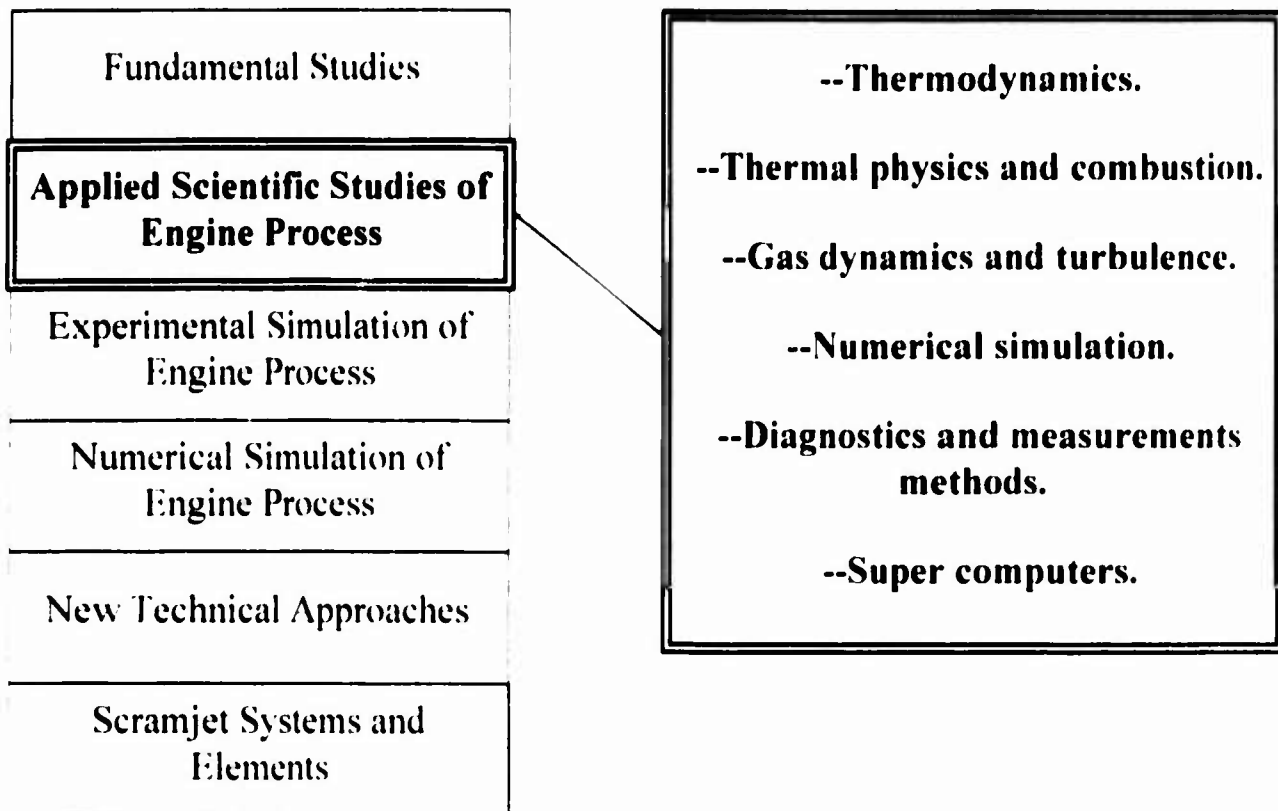 Fundamental Studies
Applied Scientific Studies of
Engine Process
Experimental Simulation of
Engine Process
Numerical Simulation of
Engine Process
New Technical Approaches
Scramjet Systems and
Elements
--Thermodynamics.
--Thermal physics and combustion.
--Gas dynamics and turbulence.
--Numerical simulation.
--Diagnostics and measurements
methods.
--Super computers.